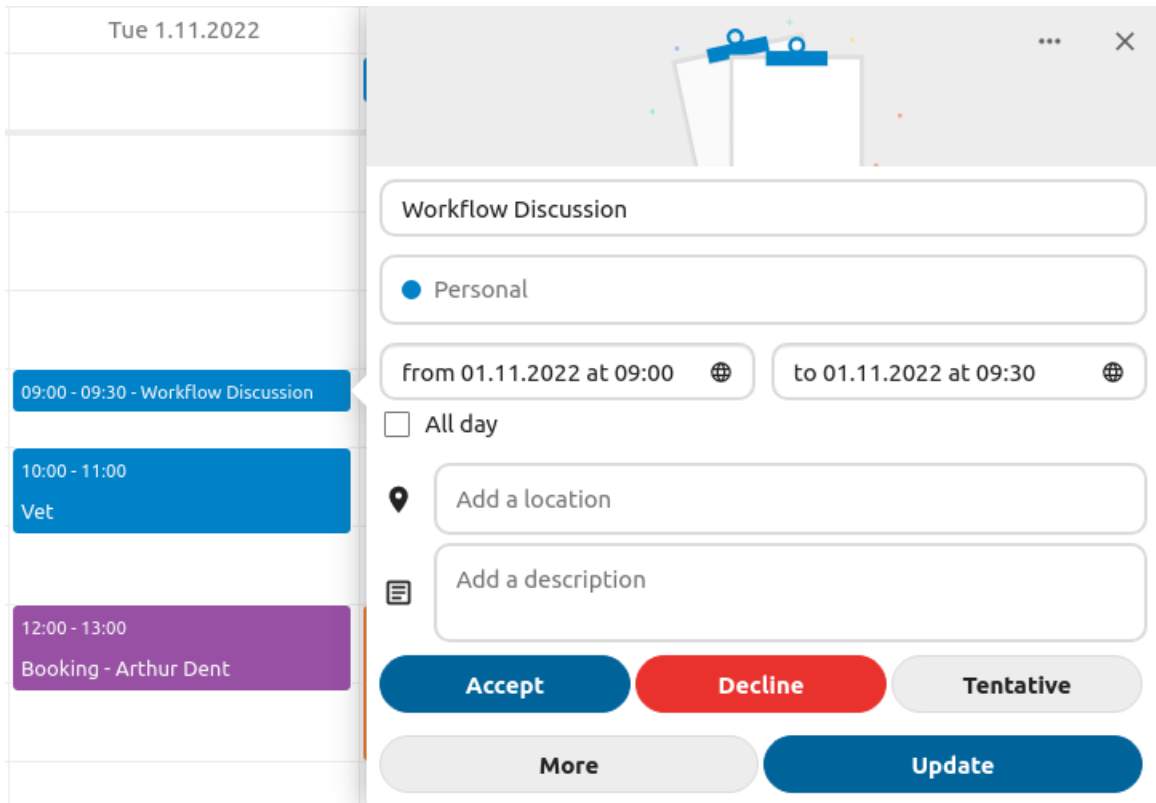 Tue 1.11.2022
09:00 - 09:30 - Workflow Discussion
10:00 - 11:00
Vet
12:00 - 13:00
Booking - Arthur Dent
Workflow Discussion
Personal
from 01.11.2022 at 09:00
to 01.11.2022 at 09:30
All day
Add a location
Add a description
Accept
Decline
Tentative
More
Update